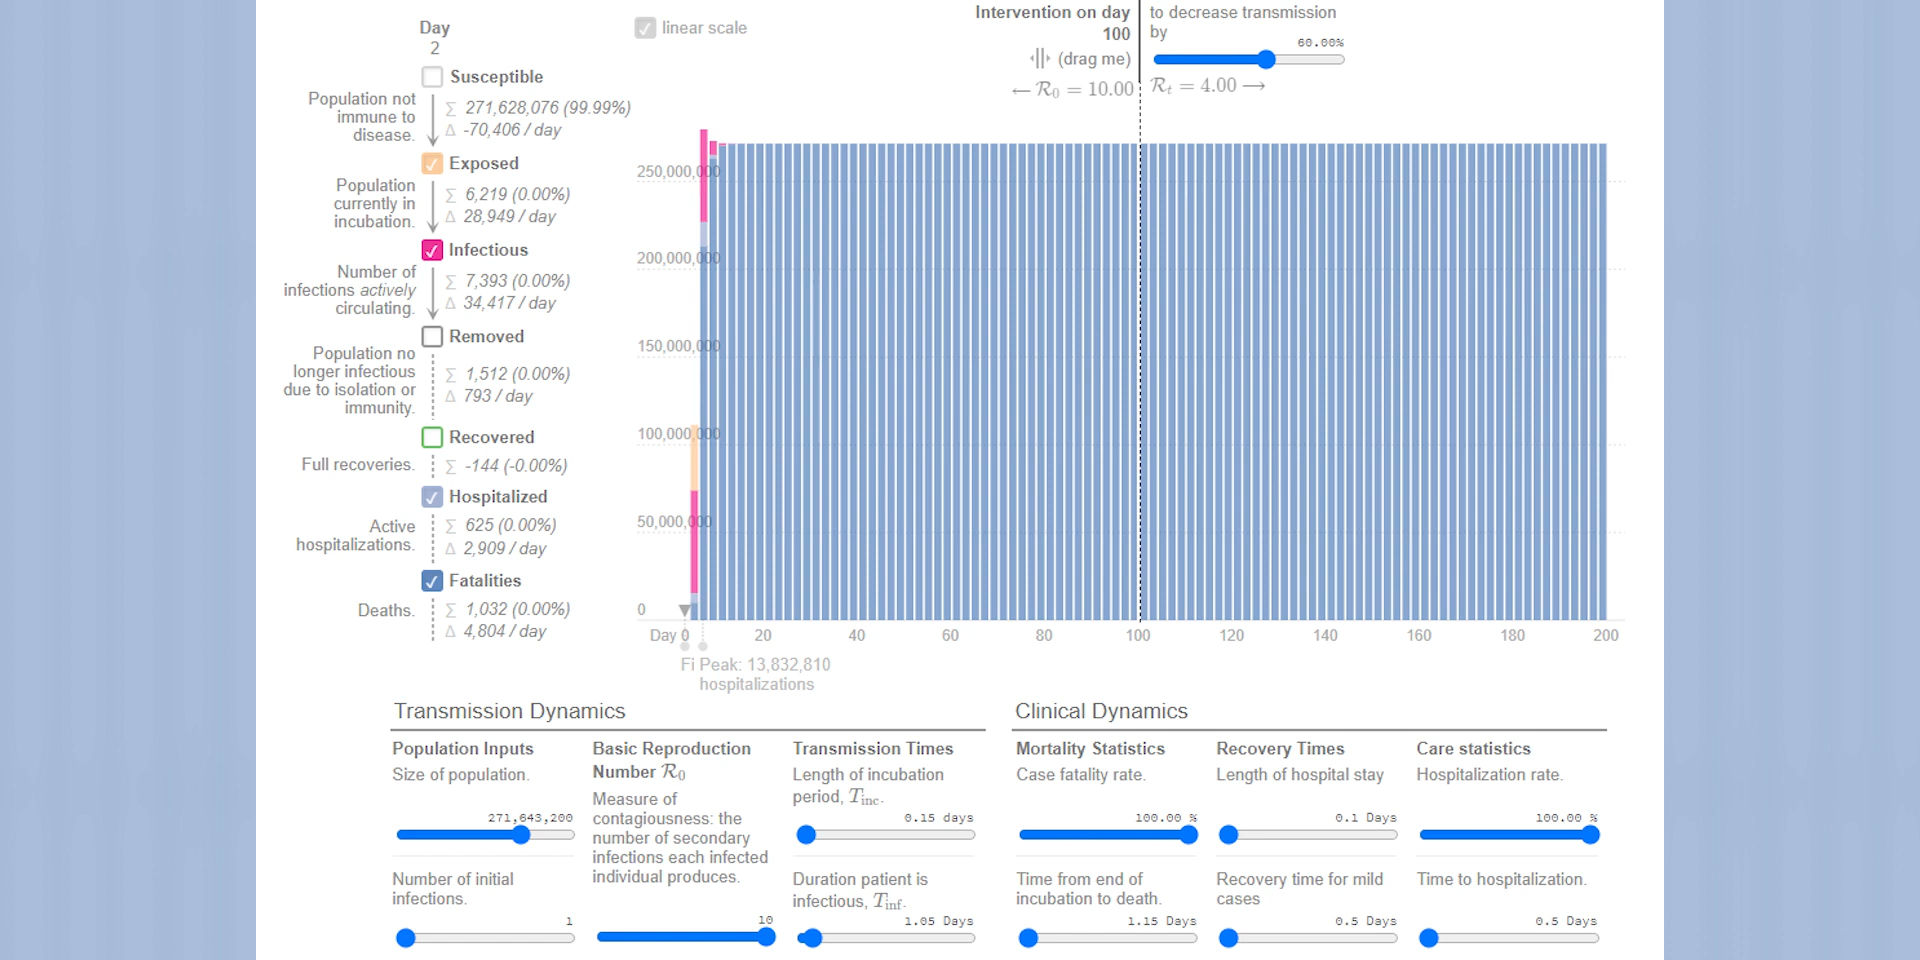 Day
2
Susceptible
Population not
immune to
disease.
∑ 271,628,076 (99.99%)
Δ -70,406 / day
Exposed
Population
currently in
incubation.
∑ 6,219 (0.00%)
Δ 28,949 / day
Infectious
Number of
infections actively
circulating.
∑ 7,393 (0.00%)
Δ 34,417 / day
Removed
Population no
longer infectious
due to isolation or
immunity.
∑ 1,512 (0.00%)
Δ 793 / day
Recovered
Full recoveries.
∑ -144 (-0.00%)
Hospitalized
Active
hospitalizations.
∑ 625 (0.00%)
Δ 2,909 / day
Fatalities
Deaths.
∑ 1,032 (0.00%)
Δ 4,804 / day
linear scale
Intervention on day
100
(drag me)
← R₀ = 10.00
to decrease transmission
by
60.00%
Rₜ = 4.00 →
250,000,000
200,000,000
150,000,000
100,000,000
50,000,000
0
Day 0 20 40 60 80 100 120 140 160 180 200
Fi Peak: 13,832,810
hospitalizations
Transmission Dynamics
Population Inputs
Size of population.
271,643,200
Number of initial
infections.
1
Basic Reproduction
Number R₀
Measure of
contagiousness: the
number of secondary
infections each infected
individual produces.
10
Transmission Times
Length of incubation
period, Tinc.
0.15 days
Duration patient is
infectious, Tinf.
1.05 Days
Clinical Dynamics
Mortality Statistics
Case fatality rate.
100.00 %
Time from end of
incubation to death.
1.15 Days
Recovery Times
Length of hospital stay
0.1 Days
Recovery time for mild
cases
0.5 Days
Care statistics
Hospitalization rate.
100.00 %
Time to hospitalization.
0.5 Days